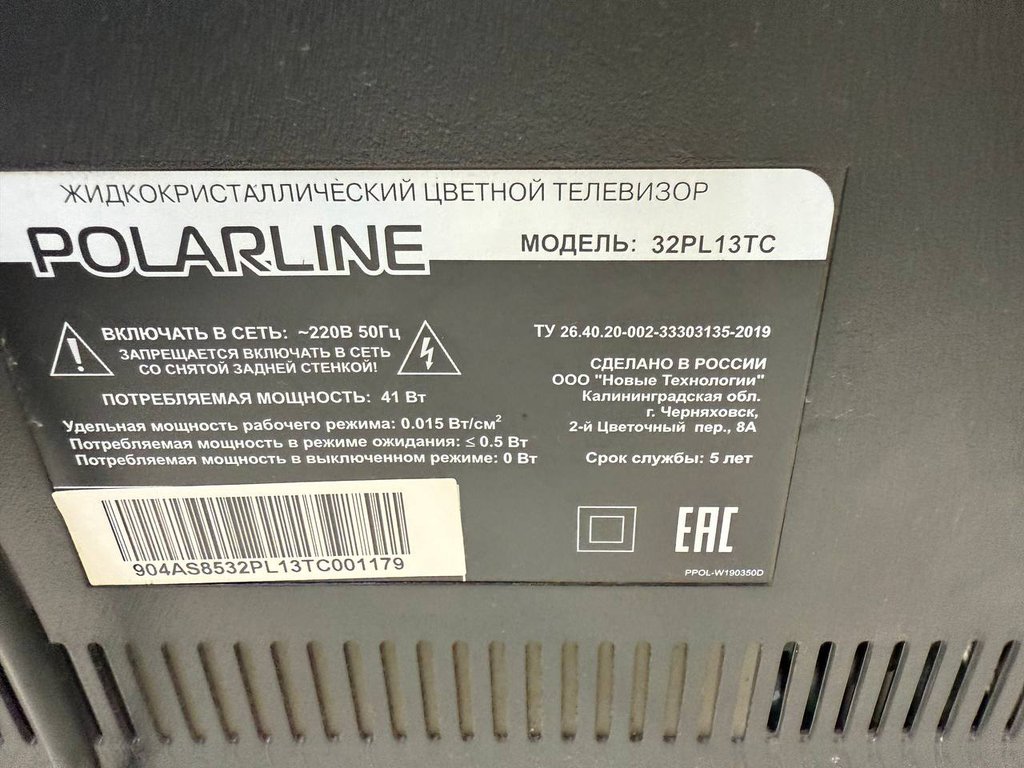 ЖИДКОКРИСТАЛЛИЧЕСКИЙ ЦВЕТНОЙ ТЕЛЕВИЗОР
POLARLINE
МОДЕЛЬ: 32PL13TC
ВКЛЮЧАТЬ В СЕТЬ: ~220В 50Гц
ЗАПРЕЩАЕТСЯ ВКЛЮЧАТЬ В СЕТЬ
СО СНЯТОЙ ЗАДНЕЙ СТЕНКОЙ!
ПОТРЕБЛЯЕМАЯ МОЩНОСТЬ: 41 Вт
Удельная мощность рабочего режима: 0.015 Вт/см²
Потребляемая мощность в режиме ожидания: ≤ 0.5 Вт
Потребляемая мощность в выключенном режиме: 0 Вт
ТУ 26.40.20-002-33303135-2019
СДЕЛАНО В РОССИИ
ООО "Новые Технологии"
Калининградская обл.
г. Черняховск,
2-й Цветочный пер., 8А
Срок службы: 5 лет
904AS8532PL13TC001179
EAC
PPOL-W190350D